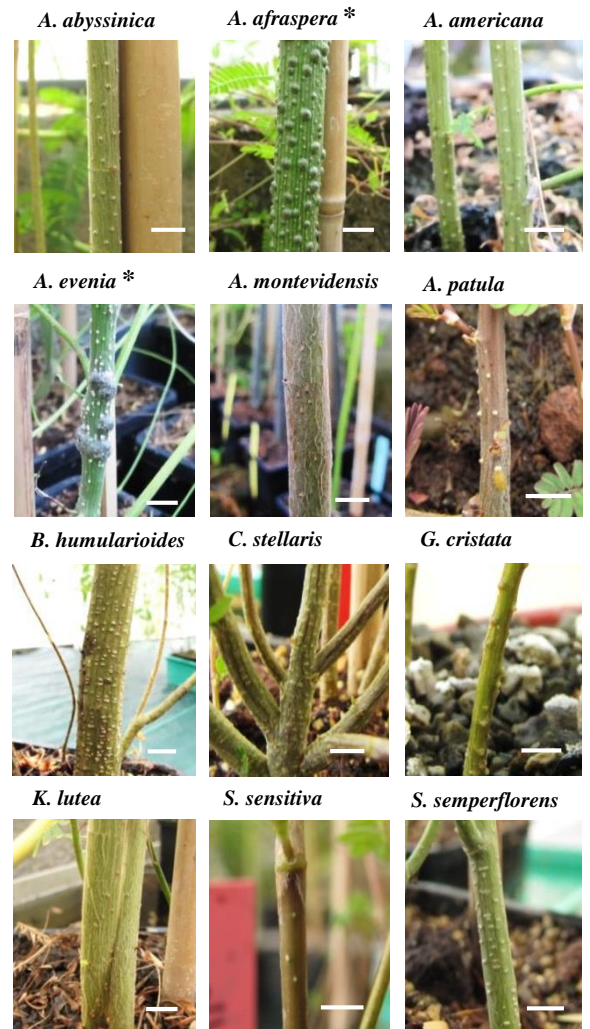 A. abyssinica A. afraspera * A. americana
A. evenia * A. montevidensis A. patula
B. humularioides C. stellaris G. cristata
K. lutea S. sensitiva S. semperflorens